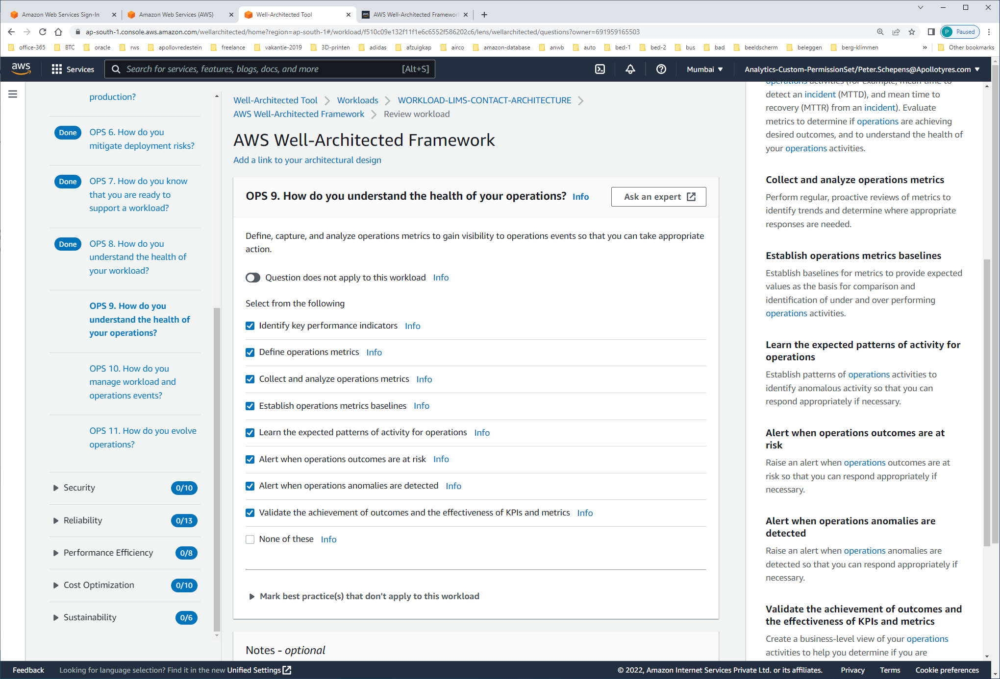 Amazon Web Services Sign-In
Amazon Web Services (AWS)
Well-Architected Tool
AWS Well-Architected Framewor
ap-south-1.console.aws.amazon.com/wellarchitected/home?region=ap-south-1#/workload/f510c09e132f11f1e6c6552f586202c6/lens/wellarchitected/questions?owner=691959165503
P Paused
office-365 BTC oracle rws apollovredestein freelance vakantie-2019 3D-printen adidas afzuigkap airco amazon-database anwb auto bed-1 bed-2 bus bad beeldscherm beleggen berg-klimmen » Other bookmarks
aws Services Search for services, features, blogs, docs, and more [Alt+S] Mumbai Analytics-Custom-PermissionSet/Peter.Schepens@Apollotyres.com
production?
Done OPS 6. How do you
mitigate deployment risks?
Done OPS 7. How do you know
that you are ready to
support a workload?
Done OPS 8. How do you
understand the health of
your workload?
OPS 9. How do you
understand the health of
your operations?
OPS 10. How do you
manage workload and
operations events?
OPS 11. How do you evolve
operations?
Security 0/10
Reliability 0/13
Performance Efficiency 0/8
Cost Optimization 0/10
Sustainability 0/6
Well-Architected Tool Workloads WORKLOAD-LIMS-CONTACT-ARCHITECTURE
AWS Well-Architected Framework Review workload
AWS Well-Architected Framework
Add a link to your architectural design
OPS 9. How do you understand the health of your operations? Info
Ask an expert
Define, capture, and analyze operations metrics to gain visibility to operations events so that you can take appropriate
action.
Question does not apply to this workload Info
Select from the following
Identify key performance indicators Info
Define operations metrics Info
Collect and analyze operations metrics Info
Establish operations metrics baselines Info
Learn the expected patterns of activity for operations Info
Alert when operations outcomes are at risk Info
Alert when operations anomalies are detected Info
Validate the achievement of outcomes and the effectiveness of KPIs and metrics Info
None of these Info
Mark best practice(s) that don't apply to this workload
Notes - optional
operations activities (for example, mean time to
detect an incident (MTTD), and mean time to
recovery (MTTR) from an incident). Evaluate
metrics to determine if operations are achieving
desired outcomes, and to understand the health of
your operations activities.
Collect and analyze operations metrics
Perform regular, proactive reviews of metrics to
identify trends and determine where appropriate
responses are needed.
Establish operations metrics baselines
Establish baselines for metrics to provide expected
values as the basis for comparison and
identification of under and over performing
operations activities.
Learn the expected patterns of activity for
operations
Establish patterns of operations activities to
identify anomalous activity so that you can
respond appropriately if necessary.
Alert when operations outcomes are at
risk
Raise an alert when operations outcomes are at
risk so that you can respond appropriately if
necessary.
Alert when operations anomalies are
detected
Raise an alert when operations anomalies are
detected so that you can respond appropriately if
necessary.
Validate the achievement of outcomes and
the effectiveness of KPIs and metrics
Create a business-level view of your operations
activities to help you determine if you are
Feedback Looking for language selection? Find it in the new Unified Settings © 2022, Amazon Internet Services Private Ltd. or its affiliates. Privacy Terms Cookie preferences